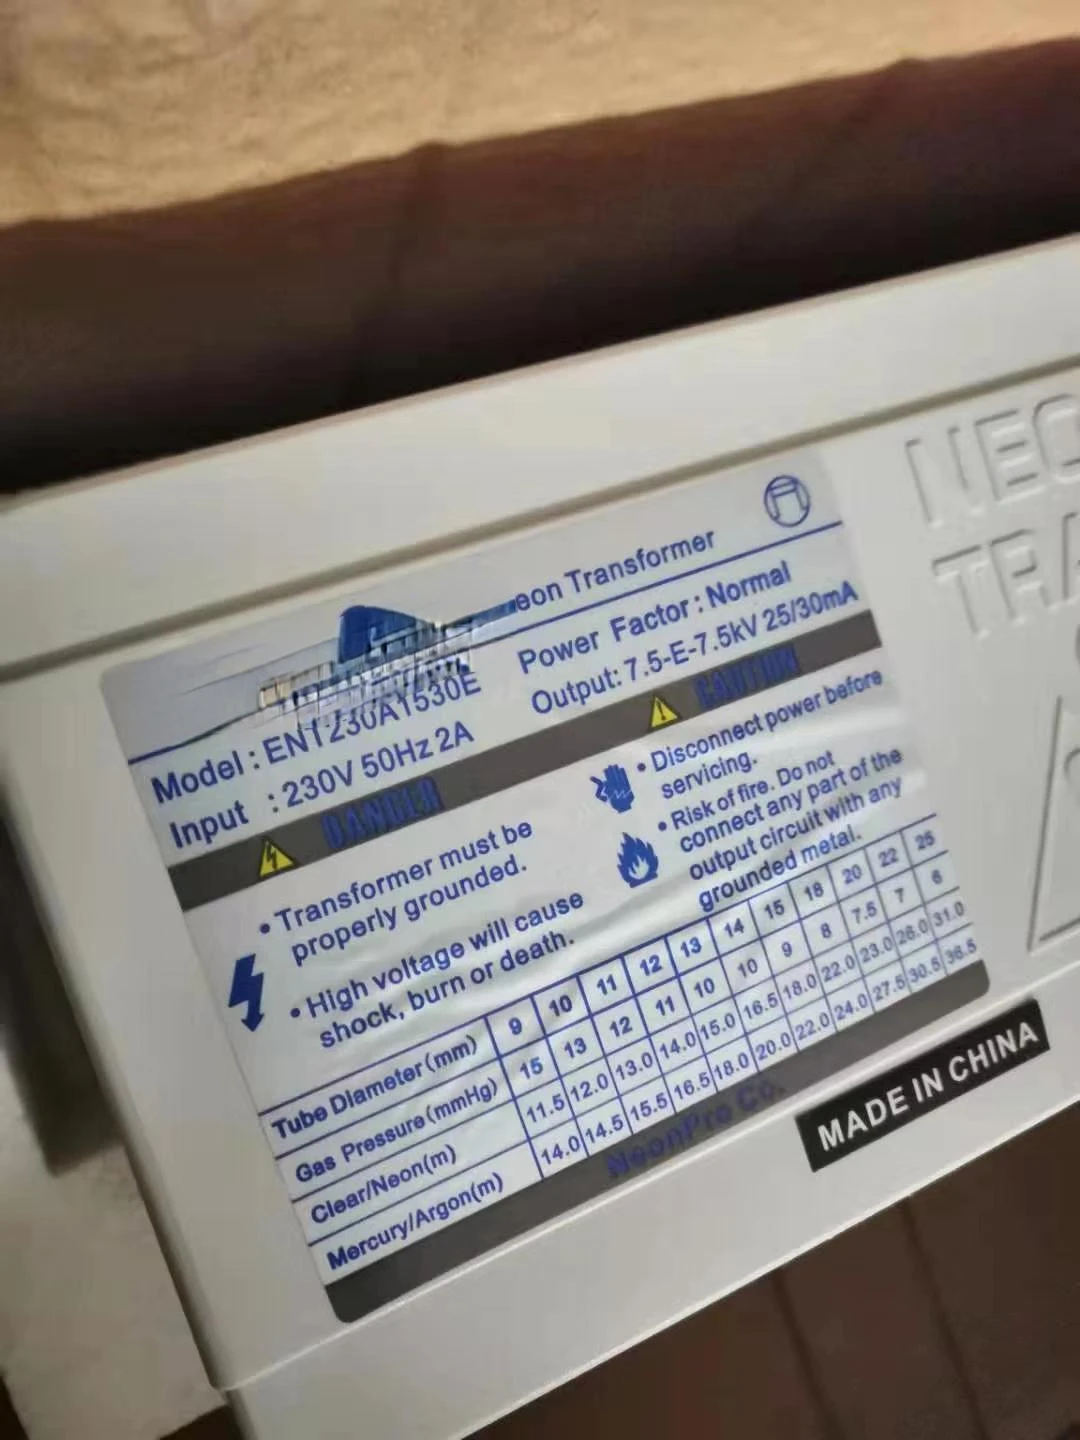 eon Transformer
Model : ENT230A1530E
Power Factor : Normal
Input : 230V 50Hz 2A
Output: 7.5-E-7.5kV 25/30mA
DANGER
CAUTION
• Transformer must be
properly grounded.
• High voltage will cause
shock, burn or death.
• Disconnect power before
servicing.
• Risk of fire. Do not
connect any part of the
output circuit with any
grounded metal.
Tube Diameter(mm) 9 10 11 12 13 14 15 18 20 22 25
Gas Pressure(mmHg) 15 13 12 11 10 10 9 8 7.5 7 6
Clear/Neon(m) 11.5 12.0 13.0 14.0 15.0 16.5 18.0 22.0 23.0 26.0 31.0
Mercury/Argon(m) 14.0 14.5 15.5 16.5 18.0 20.0 22.0 24.0 27.5 30.5 36.5
NeonPro Co.
MADE IN CHINA
NEO
TRA